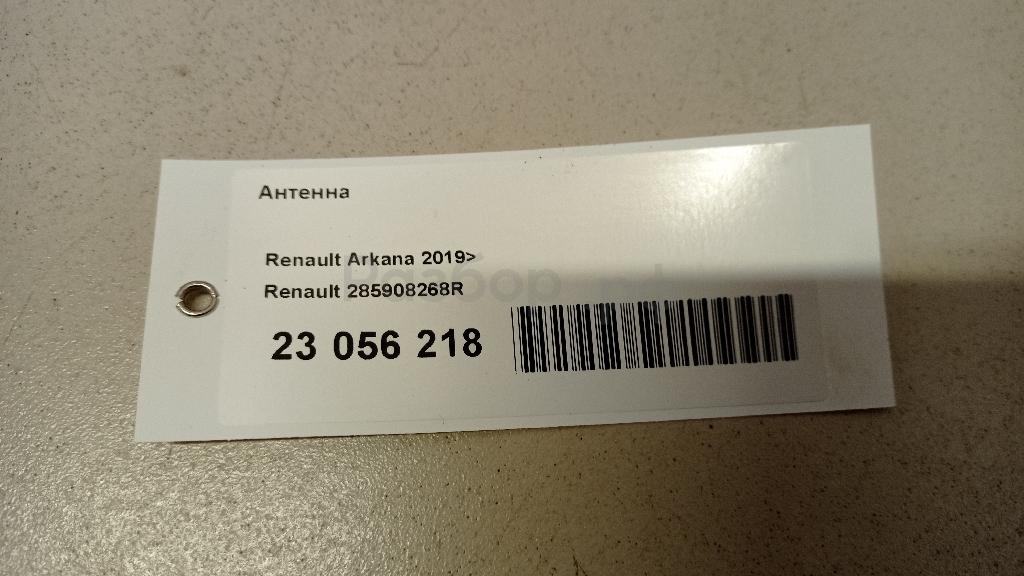 Антенна
Renault Arkana 2019>
Renault 285908268R
23 056 218